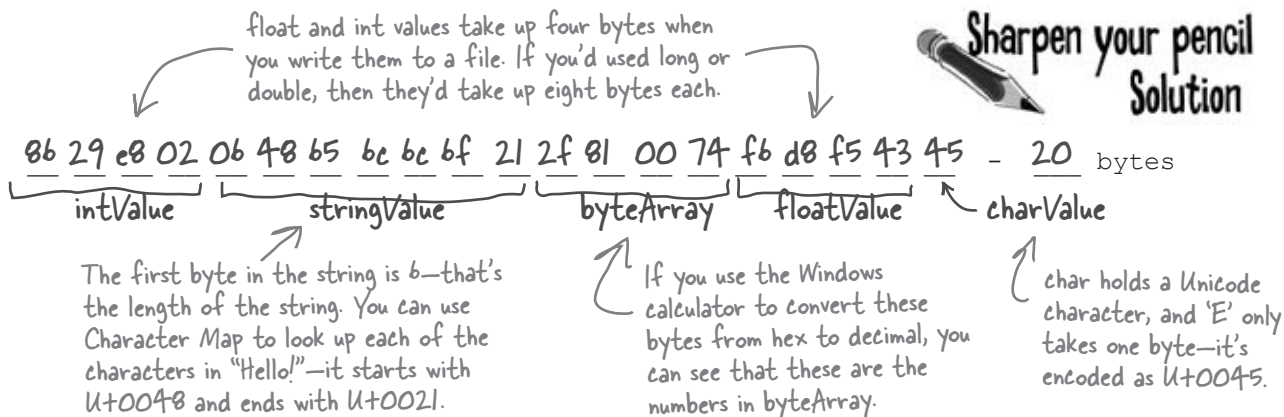 float and int values take up four bytes when
you write them to a file. If you'd used long or
double, then they'd take up eight bytes each.
Sharpen your pencil
Solution
86 29 e8 02 06 48 65 6c 6c 6f 21 2f 81 00 74 f6 d8 f5 43 45 - 20 bytes
intValue stringValue byteArray floatValue charValue
The first byte in the string is 6—that's
the length of the string. You can use
Character Map to look up each of the
characters in "Hello!"—it starts with
U+0048 and ends with U+0021.
If you use the Windows
calculator to convert these
bytes from hex to decimal, you
can see that these are the
numbers in byteArray.
char holds a Unicode
character, and 'E' only
takes one byte—it's
encoded as U+0045.